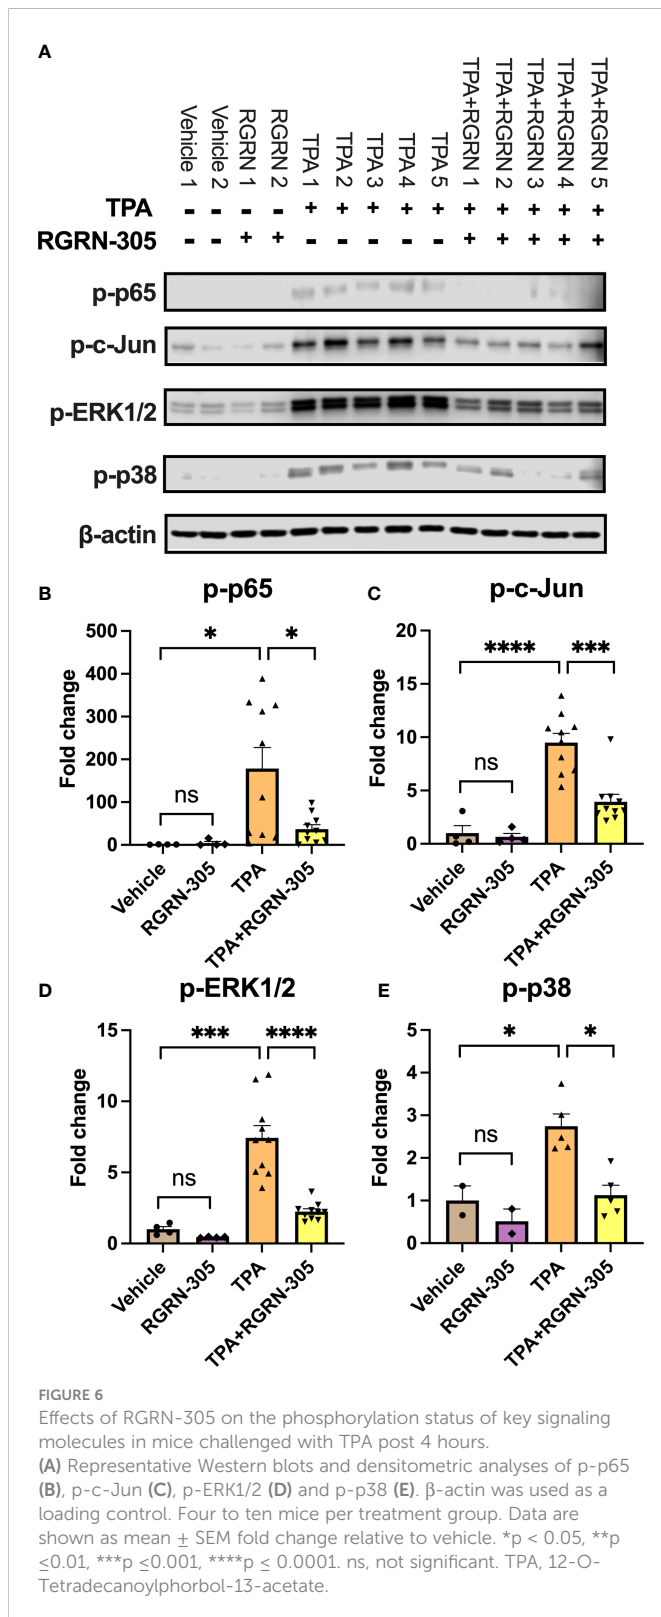 A
Vehicle 1
Vehicle 2
RGRN 1
RGRN 2
TPA 1
TPA 2
TPA 3
TPA 4
TPA 5
TPA+RGRN 1
TPA+RGRN 2
TPA+RGRN 3
TPA+RGRN 4
TPA+RGRN 5
TPA - - - - + + + + + + + + + +
RGRN-305 - - + + - - - - - + + + + +
p-p65
p-c-Jun
p-ERK1/2
p-p38
β-actin
B
p-p65
Fold change
500
400
300
200
100
0
*
*
ns
Vehicle
RGRN-305
TPA
TPA+RGRN-305
C
p-c-Jun
Fold change
20
15
10
5
0
****
***
ns
Vehicle
RGRN-305
TPA
TPA+RGRN-305
D
p-ERK1/2
Fold change
15
10
5
0
***
****
ns
Vehicle
RGRN-305
TPA
TPA+RGRN-305
E
p-p38
Fold change
5
4
3
2
1
0
*
*
ns
Vehicle
RGRN-305
TPA
TPA+RGRN-305
FIGURE 6
Effects of RGRN-305 on the phosphorylation status of key signaling
molecules in mice challenged with TPA post 4 hours.
(A) Representative Western blots and densitometric analyses of p-p65
(B), p-c-Jun (C), p-ERK1/2 (D) and p-p38 (E). β-actin was used as a
loading control. Four to ten mice per treatment group. Data are
shown as mean ± SEM fold change relative to vehicle. *p < 0.05, **p
≤0.01, ***p ≤0.001, ****p ≤ 0.0001. ns, not significant. TPA, 12-O-
Tetradecanoylphorbol-13-acetate.